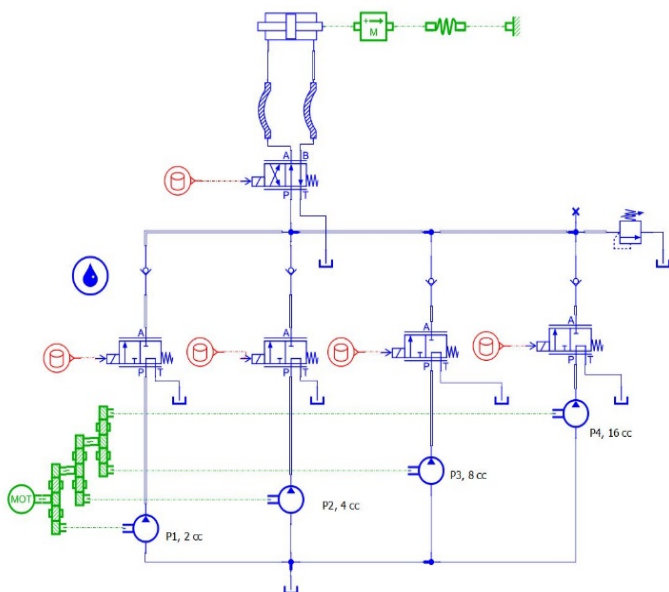 M
A B
P T
A
P T
A
P T
A
P T
A
P T
P4, 16 cc
P3, 8 cc
MOT
P2, 4 cc
P1, 2 cc